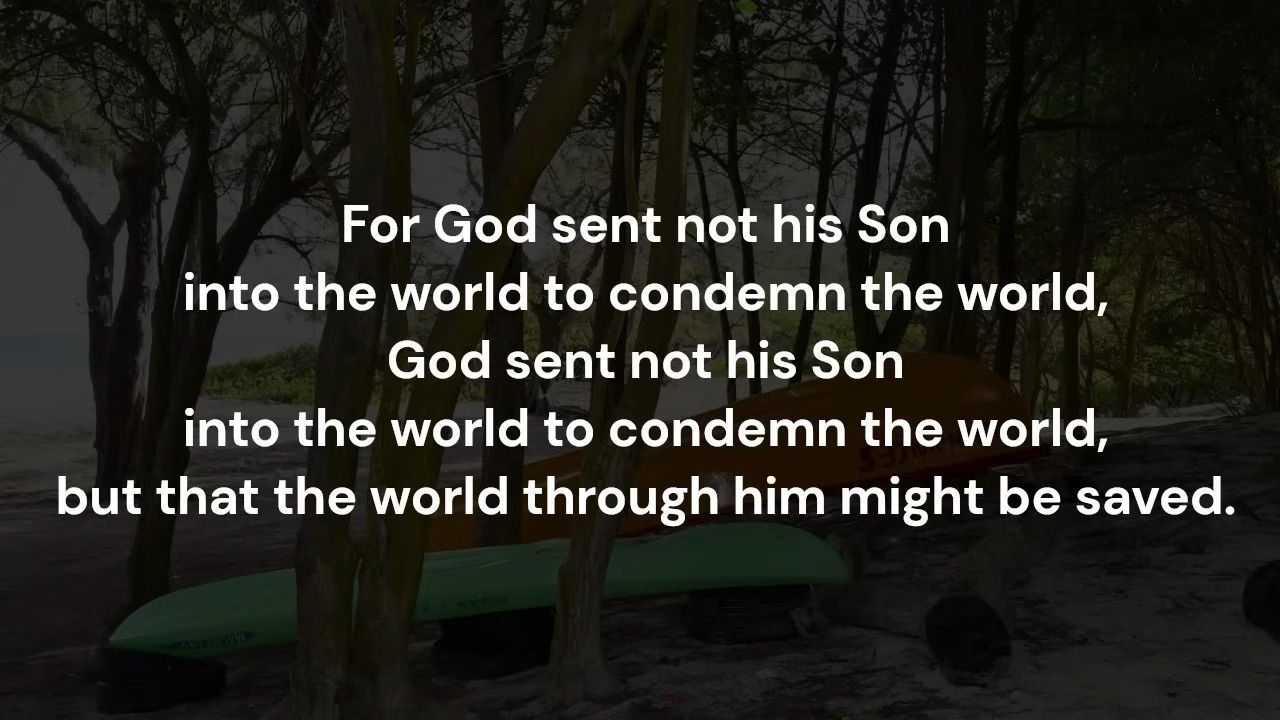 For God sent not his Son
into the world to condemn the world,
God sent not his Son
into the world to condemn the world,
but that the world through him might be saved.